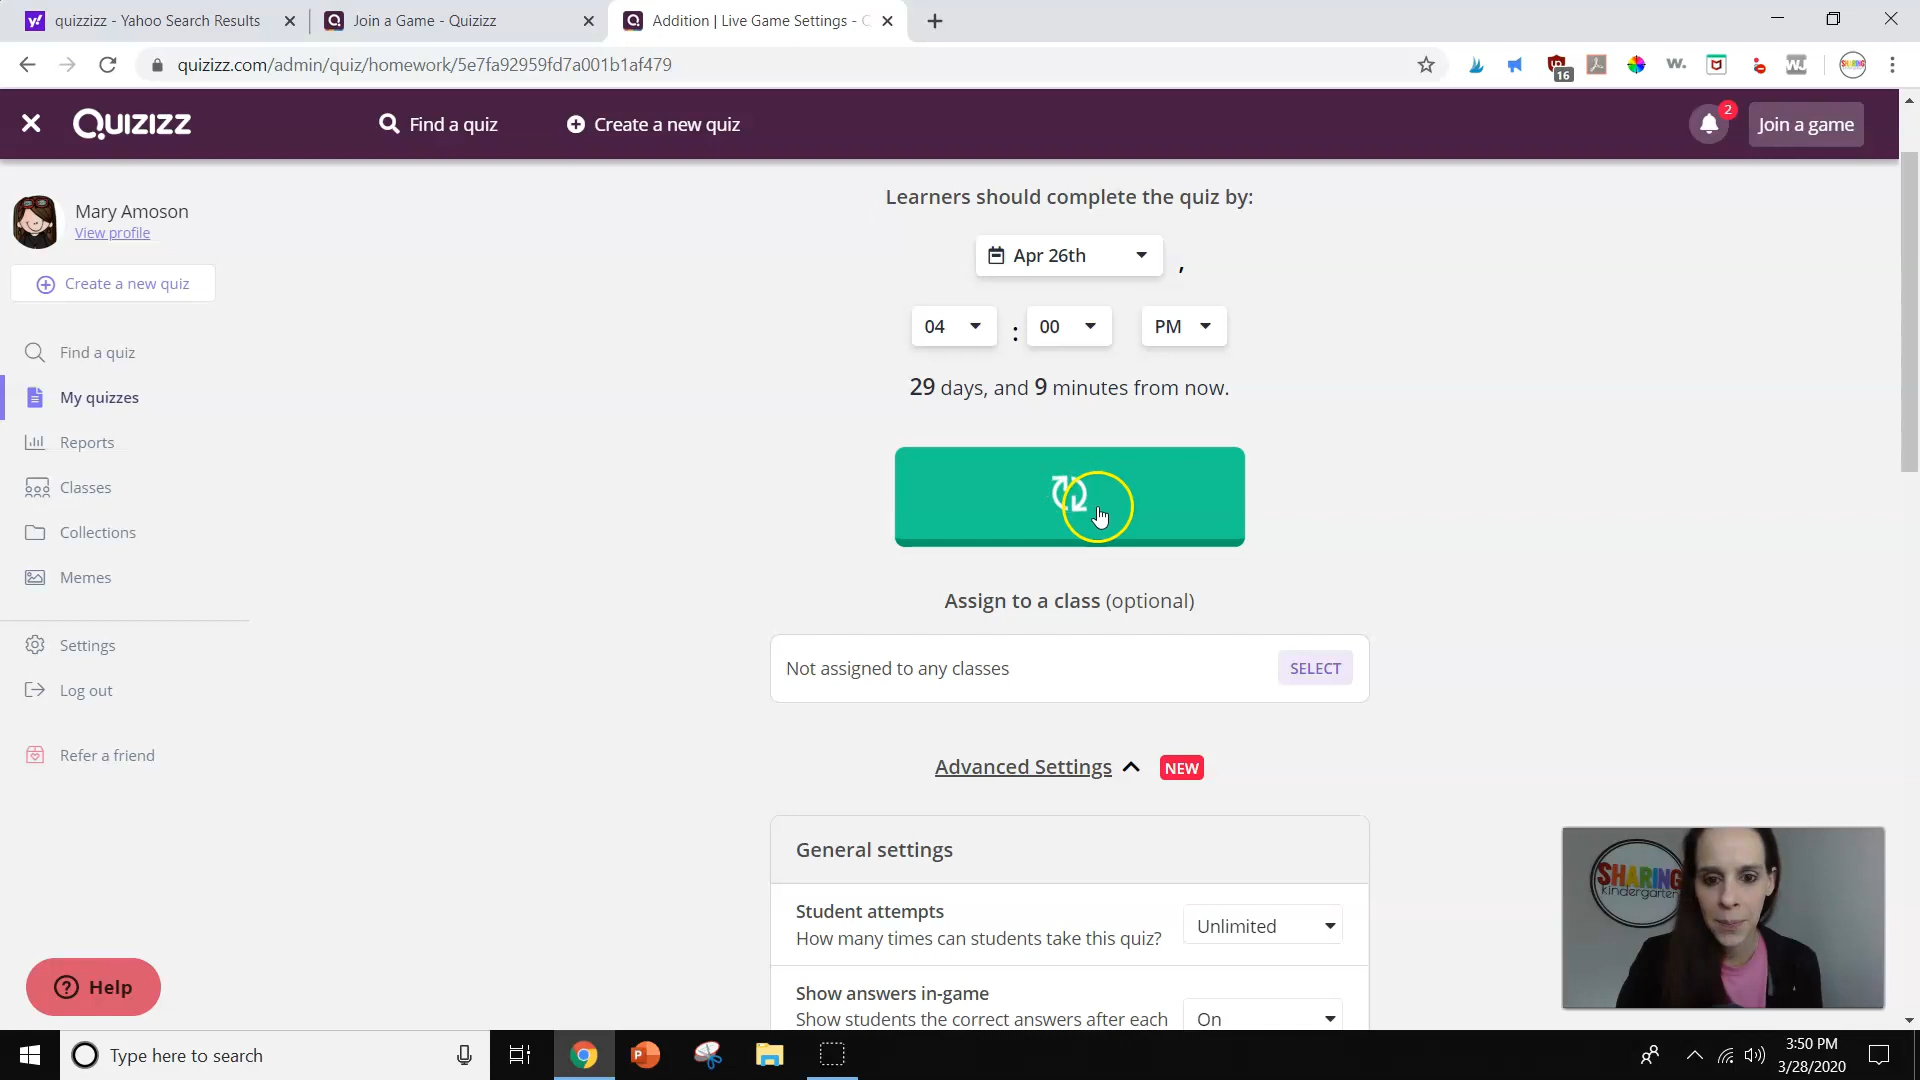 quizzizz - Yahoo Search Results
Join a Game - Quizizz
Addition | Live Game Settings -
quizizz.com/admin/quiz/homework/5e7fa92959fd7a001b1af479
16
W.
WJ
SHARING
Quizizz
Find a quiz
Create a new quiz
2
Join a game
Mary Amoson
View profile
Create a new quiz
Find a quiz
My quizzes
Reports
Classes
Collections
Memes
Settings
Log out
Refer a friend
Help
Learners should complete the quiz by:
Apr 26th
,
04 : 00 PM
29 days, and 9 minutes from now.
Assign to a class (optional)
Not assigned to any classes
SELECT
Advanced Settings
NEW
General settings
Student attempts
How many times can students take this quiz?
Unlimited
Show answers in-game
Show students the correct answers after each
On
SHARING
kindergarten
Type here to search
3:50 PM
3/28/2020